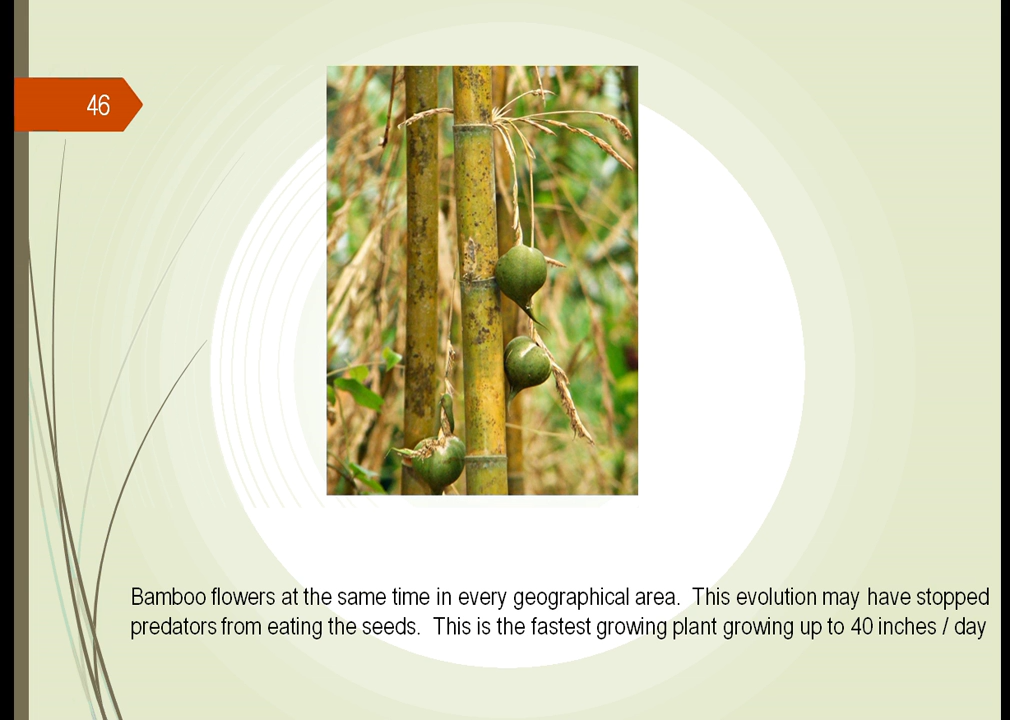 46
Bamboo flowers at the same time in every geographical area.  This evolution may have stopped
predators from eating the seeds.  This is the fastest growing plant growing up to 40 inches / day